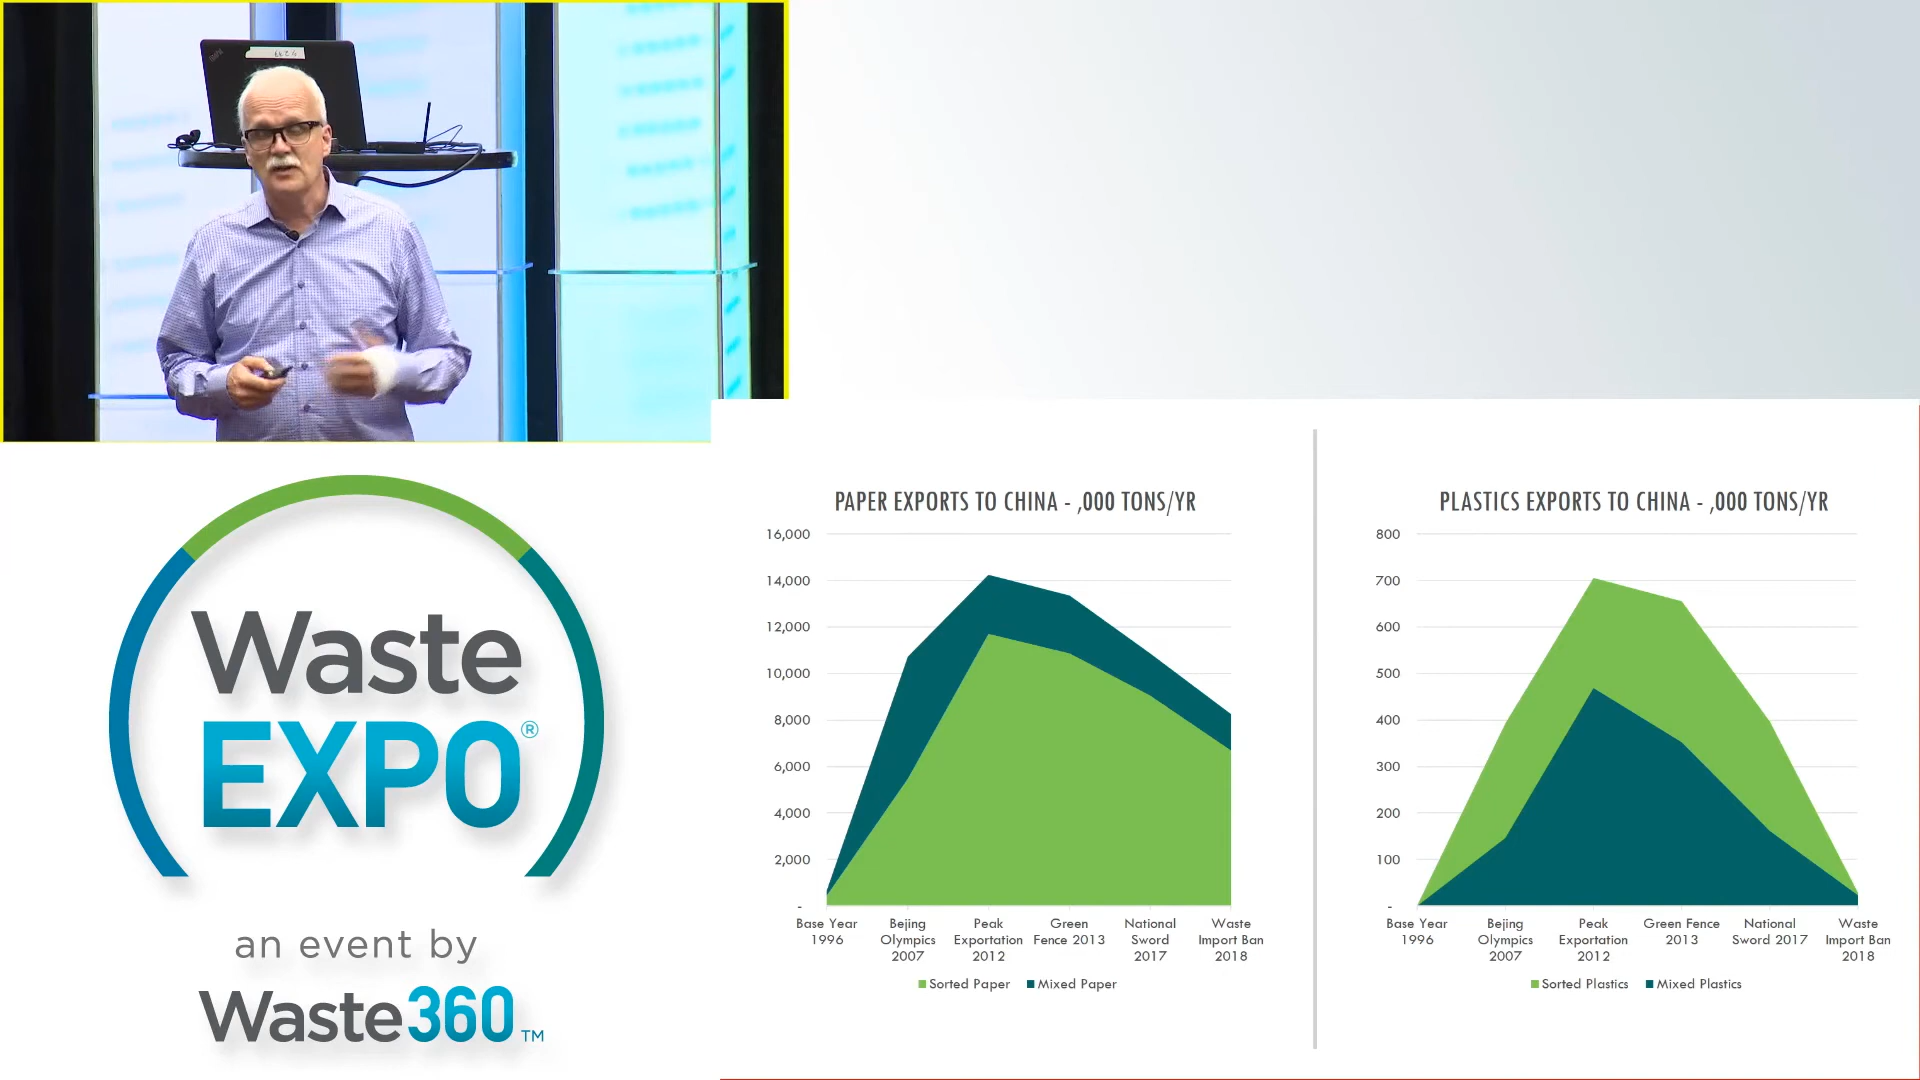 Waste
EXPO®
an event by
Waste360™
PAPER EXPORTS TO CHINA - ,000 TONS/YR
16,000
14,000
12,000
10,000
8,000
6,000
4,000
2,000
-
Base Year
1996
Bejing
Olympics
2007
Peak
Exportation
2012
Green
Fence 2013
National
Sword
2017
Waste
Import Ban
2018
Sorted Paper
Mixed Paper
PLASTICS EXPORTS TO CHINA - ,000 TONS/YR
800
700
600
500
400
300
200
100
-
Base Year
1996
Bejing
Olympics
2007
Peak
Exportation
2012
Green Fence
2013
National
Sword 2017
Waste
Import Ban
2018
Sorted Plastics
Mixed Plastics